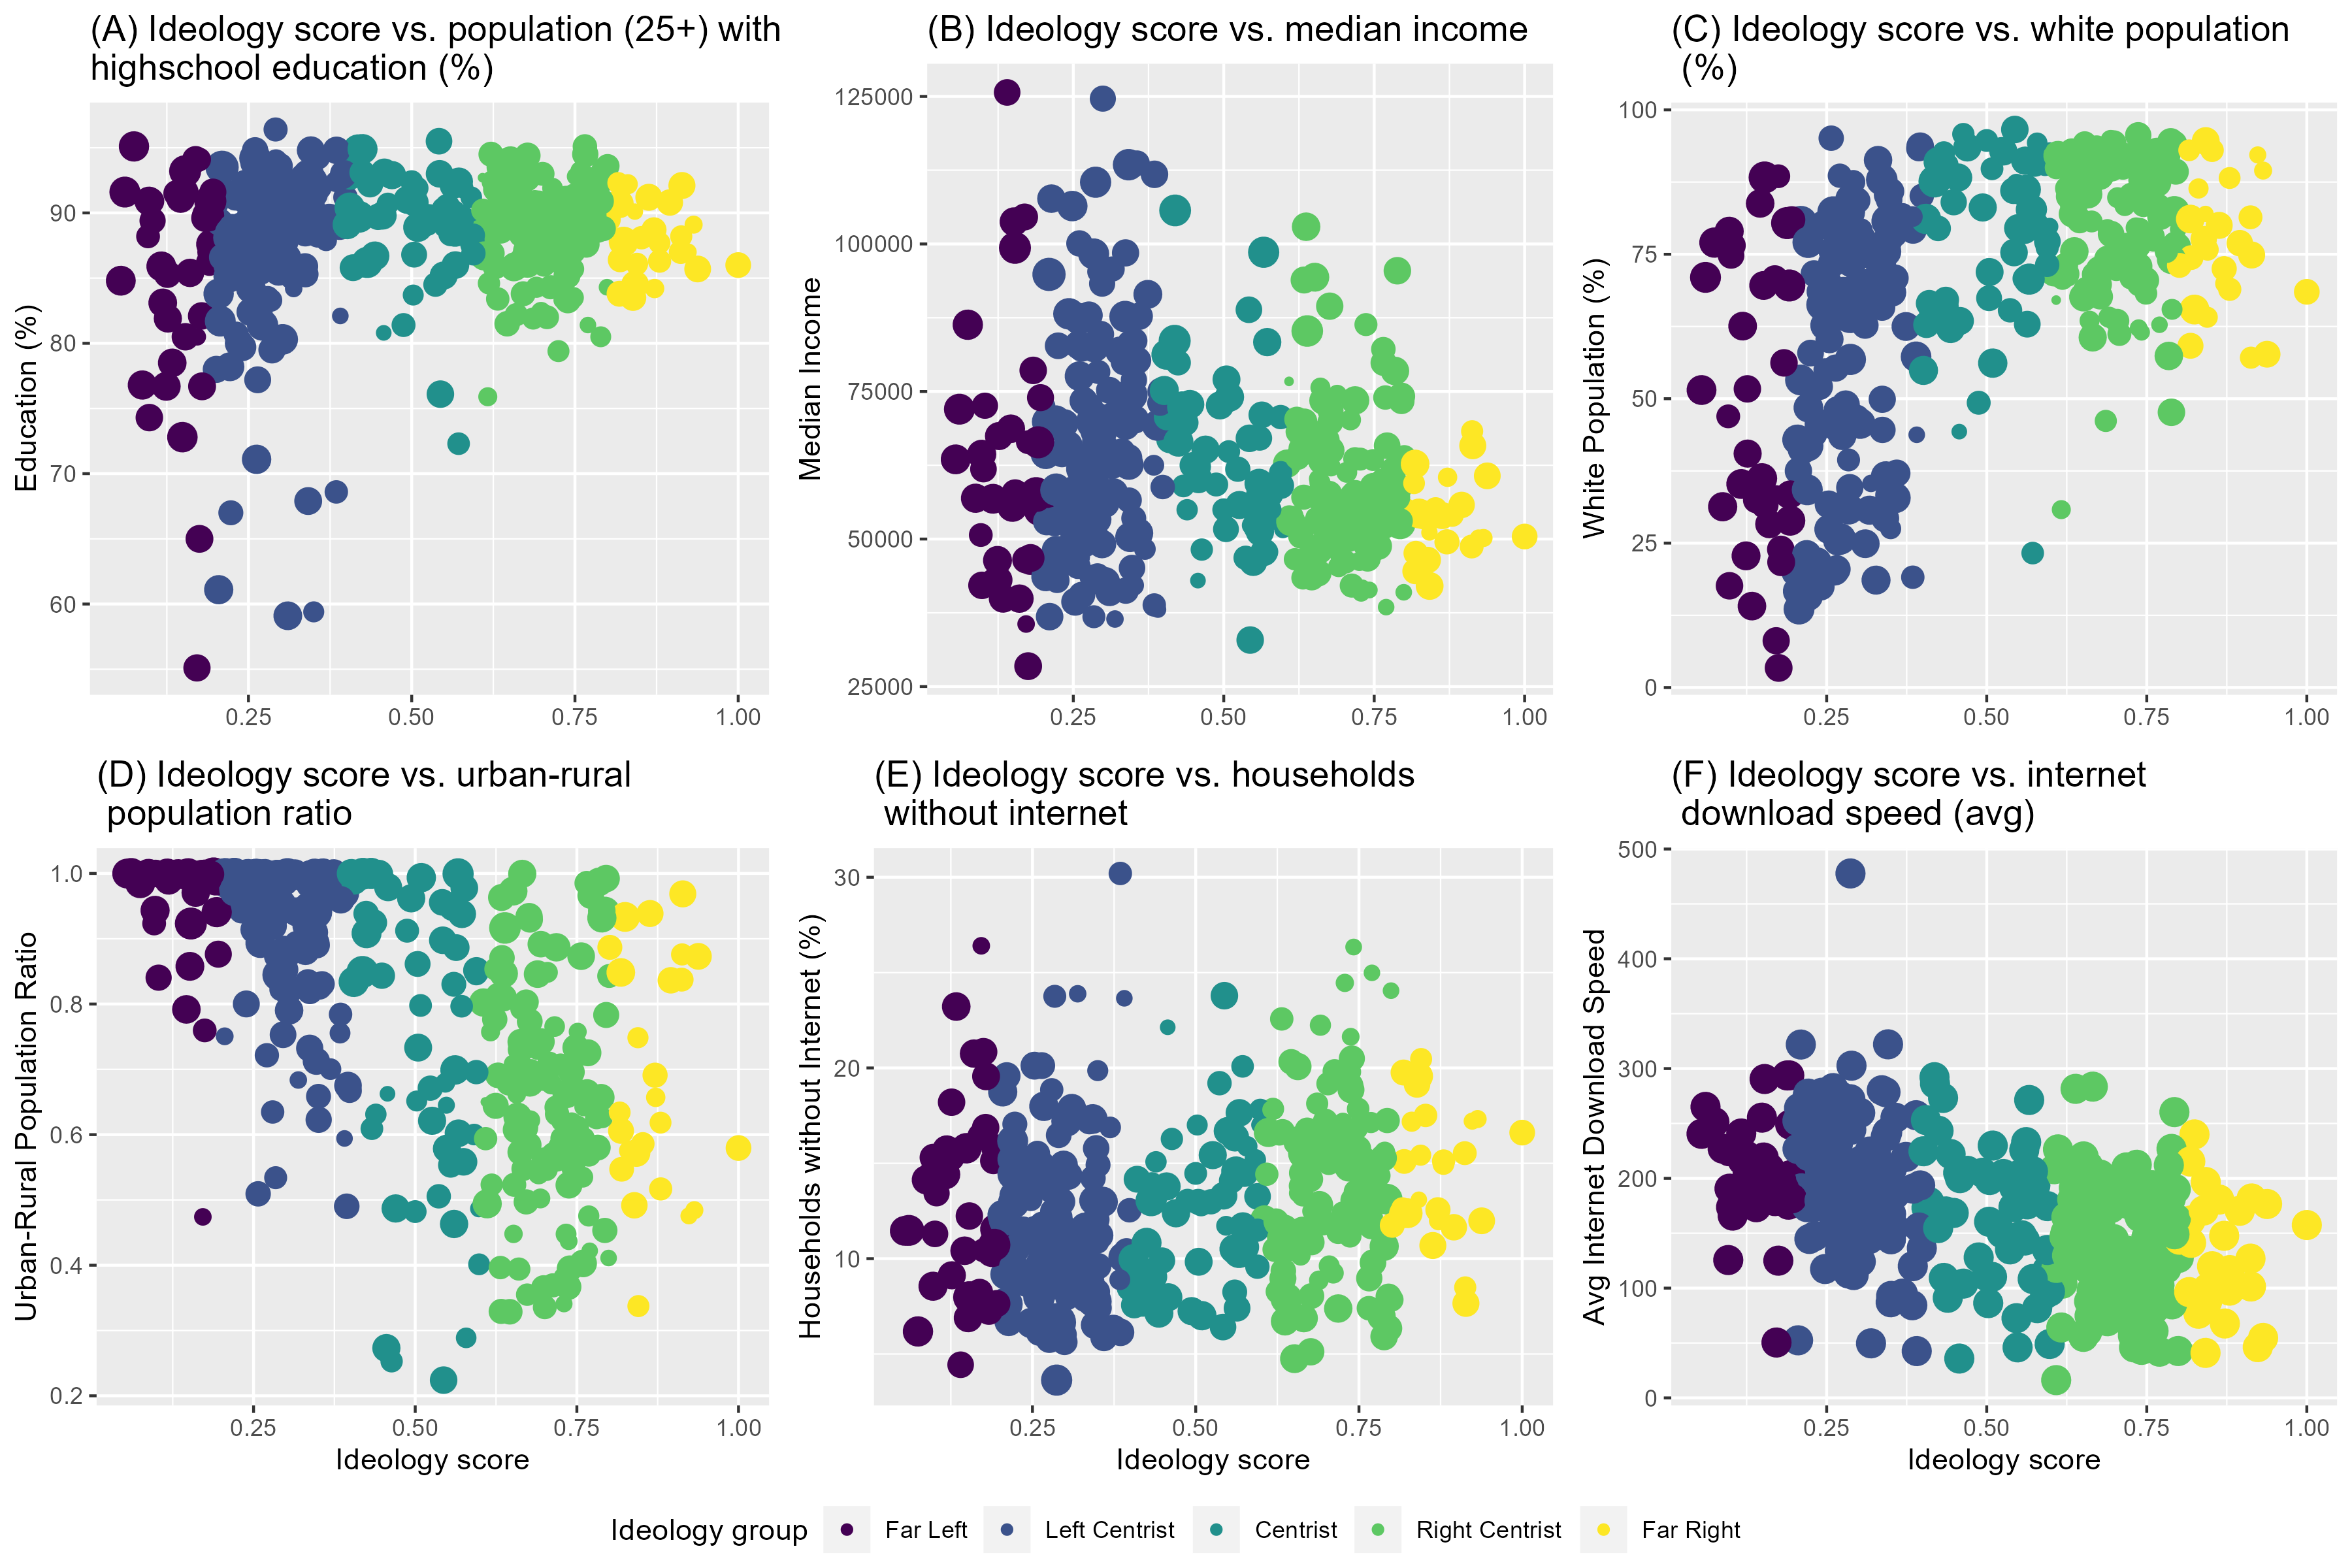 (A) Ideology score vs. population (25+) with
highschool education (%)
Education (%)
90
80
70
60
0.25 0.50 0.75 1.00
(B) Ideology score vs. median income
Median Income
125000
100000
75000
50000
25000
0.25 0.50 0.75 1.00
(C) Ideology score vs. white population
(%)
White Population (%)
100
75
50
25
0
0.25 0.50 0.75 1.00
(D) Ideology score vs. urban-rural
population ratio
Urban-Rural Population Ratio
1.0
0.8
0.6
0.4
0.2
0.25 0.50 0.75 1.00
Ideology score
(E) Ideology score vs. households
without internet
Households without Internet (%)
30
20
10
0.25 0.50 0.75 1.00
Ideology score
(F) Ideology score vs. internet
download speed (avg)
Avg Internet Download Speed
500
400
300
200
100
0
0.25 0.50 0.75 1.00
Ideology score
Ideology group Far Left Left Centrist Centrist Right Centrist Far Right